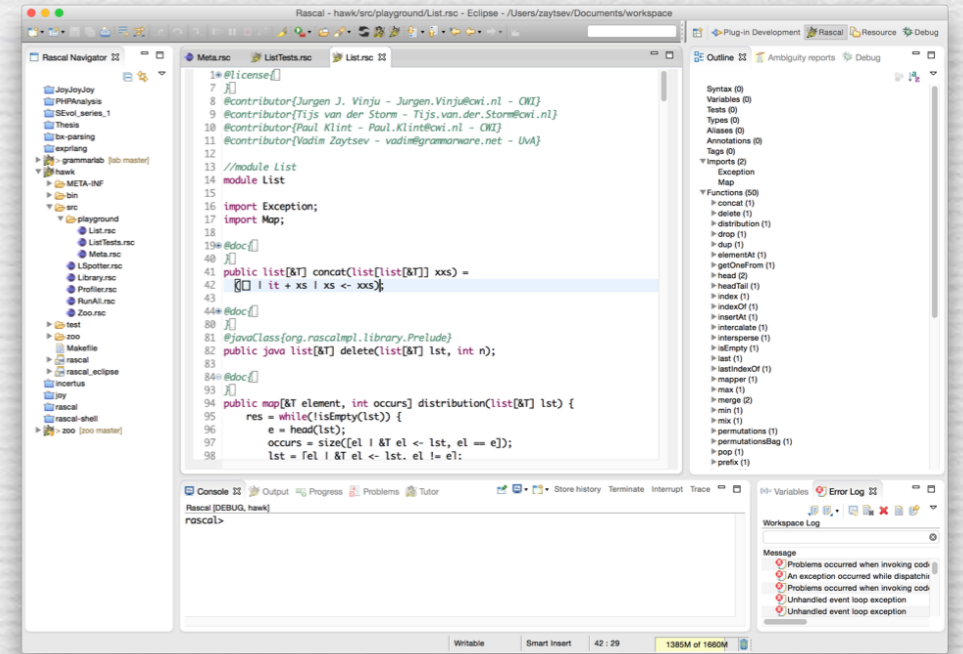 Rascal - hawk/src/playground/List.rsc - Eclipse - /Users/zaytsev/Documents/workspace
Plug-in Development Rascal Resource Debug
Rascal Navigator
JoyJoyJoy
PHPAnalysis
SEvol_series_1
Thesis
bx-parsing
exprlang
> grammarlab [lab master]
hawk
META-INF
bin
src
playground
List.rsc
ListTests.rsc
Meta.rsc
LSpotter.rsc
Library.rsc
Profiler.rsc
RunAll.rsc
Zoo.rsc
test
zoo
Makefile
rascal
rascal_eclipse
incertus
joy
rascal
rascal-shell
> zoo [zoo master]
Meta.rsc ListTests.rsc List.rsc
1 @license{
7 }
8 @contributor{Jurgen J. Vinju - Jurgen.Vinju@cwi.nl - CWI}
9 @contributor{Tijs van der Storm - Tijs.van.der.Storm@cwi.nl}
10 @contributor{Paul Klint - Paul.Klint@cwi.nl - CWI}
11 @contributor{Vadim Zaytsev - vadim@grammarware.net - UvA}
12
13 //module List
14 module List
15
16 import Exception;
17 import Map;
18
19 @doc{
40 }
41 public list[&T] concat(list[list[&T]] xxs) =
42 ([] | it + xs | xs <- xxs);
43
44 @doc{
80 }
81 @javaClass{org.rascalmpl.library.Prelude}
82 public java list[&T] delete(list[&T] lst, int n);
83
84 @doc{
93 }
94 public map[&T element, int occurs] distribution(list[&T] lst) {
95 res = while(!isEmpty(lst)) {
96 e = head(lst);
97 occurs = size([el | &T el <- lst, el == e]);
98 lst = [el | &T el <- lst, el != e];
Outline Ambiguity reports Debug
Syntax (0)
Variables (0)
Tests (0)
Types (0)
Aliases (0)
Annotations (0)
Tags (0)
Imports (2)
Exception
Map
Functions (50)
concat (1)
delete (1)
distribution (1)
drop (1)
dup (1)
elementAt (1)
getOneFrom (1)
head (2)
headTail (1)
index (1)
indexOf (1)
insertAt (1)
intercalate (1)
intersperse (1)
isEmpty (1)
last (1)
lastIndexOf (1)
mapper (1)
max (1)
merge (2)
min (1)
mix (1)
permutations (1)
permutationsBag (1)
pop (1)
prefix (1)
Console Output Progress Problems Tutor Store history Terminate Interrupt Trace
Rascal [DEBUG, hawk]
rascal>
Variables Error Log
Workspace Log
Message
Problems occurred when invoking code
An exception occurred while dispatchin
Problems occurred when invoking code
Unhandled event loop exception
Unhandled event loop exception
Writable Smart Insert 42 : 29 1385M of 1660M